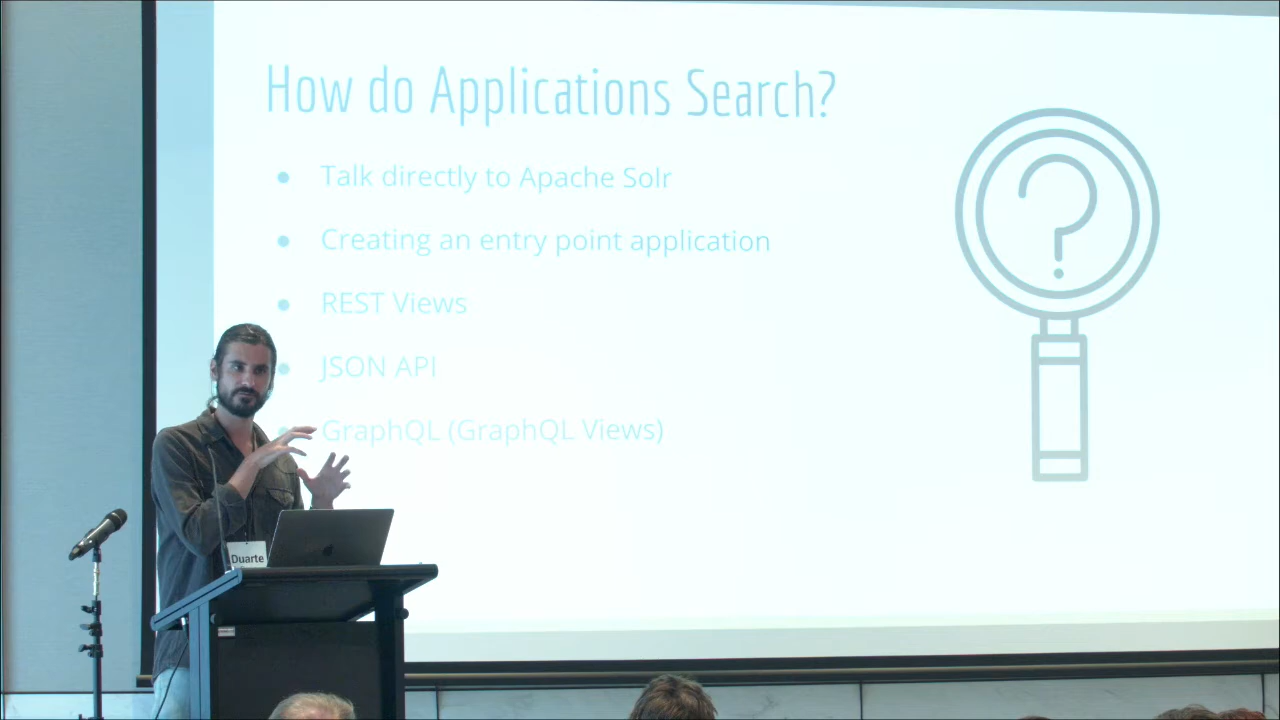 How do Applications Search?
● Talk directly to Apache Solr
● Creating an entry point application
● REST Views
● JSON API
● GraphQL (GraphQL Views)
?
Duarte